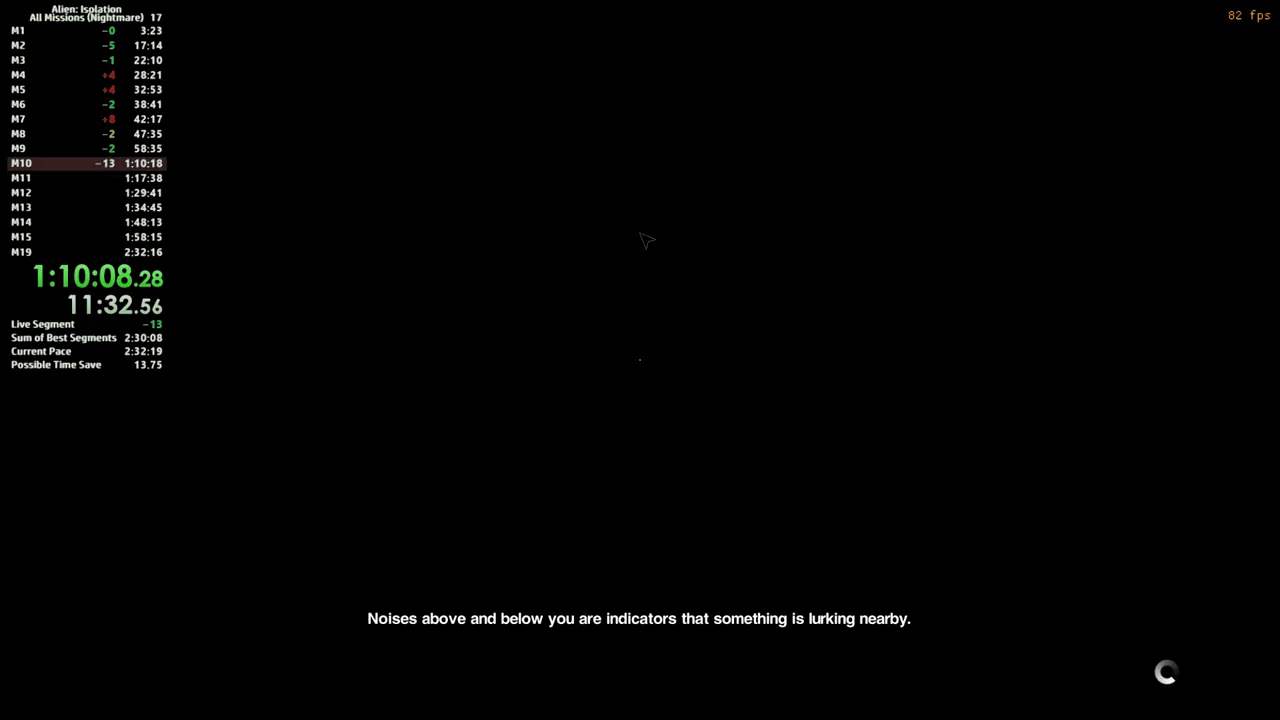 Alien: Isolation
All Missions (Nightmare) 17
82 fps
M1 -0 3:23
M2 -5 17:14
M3 -1 22:10
M4 +4 28:21
M5 +4 32:53
M6 -2 38:41
M7 +8 42:17
M8 -2 47:35
M9 -2 58:35
M10 -13 1:10:18
M11 1:17:38
M12 1:29:41
M13 1:34:45
M14 1:48:13
M15 1:58:15
M19 2:32:16
1:10:08.28
11:32.56
Live Segment -13
Sum of Best Segments 2:30:08
Current Pace 2:32:19
Possible Time Save 13.75
Noises above and below you are indicators that something is lurking nearby.